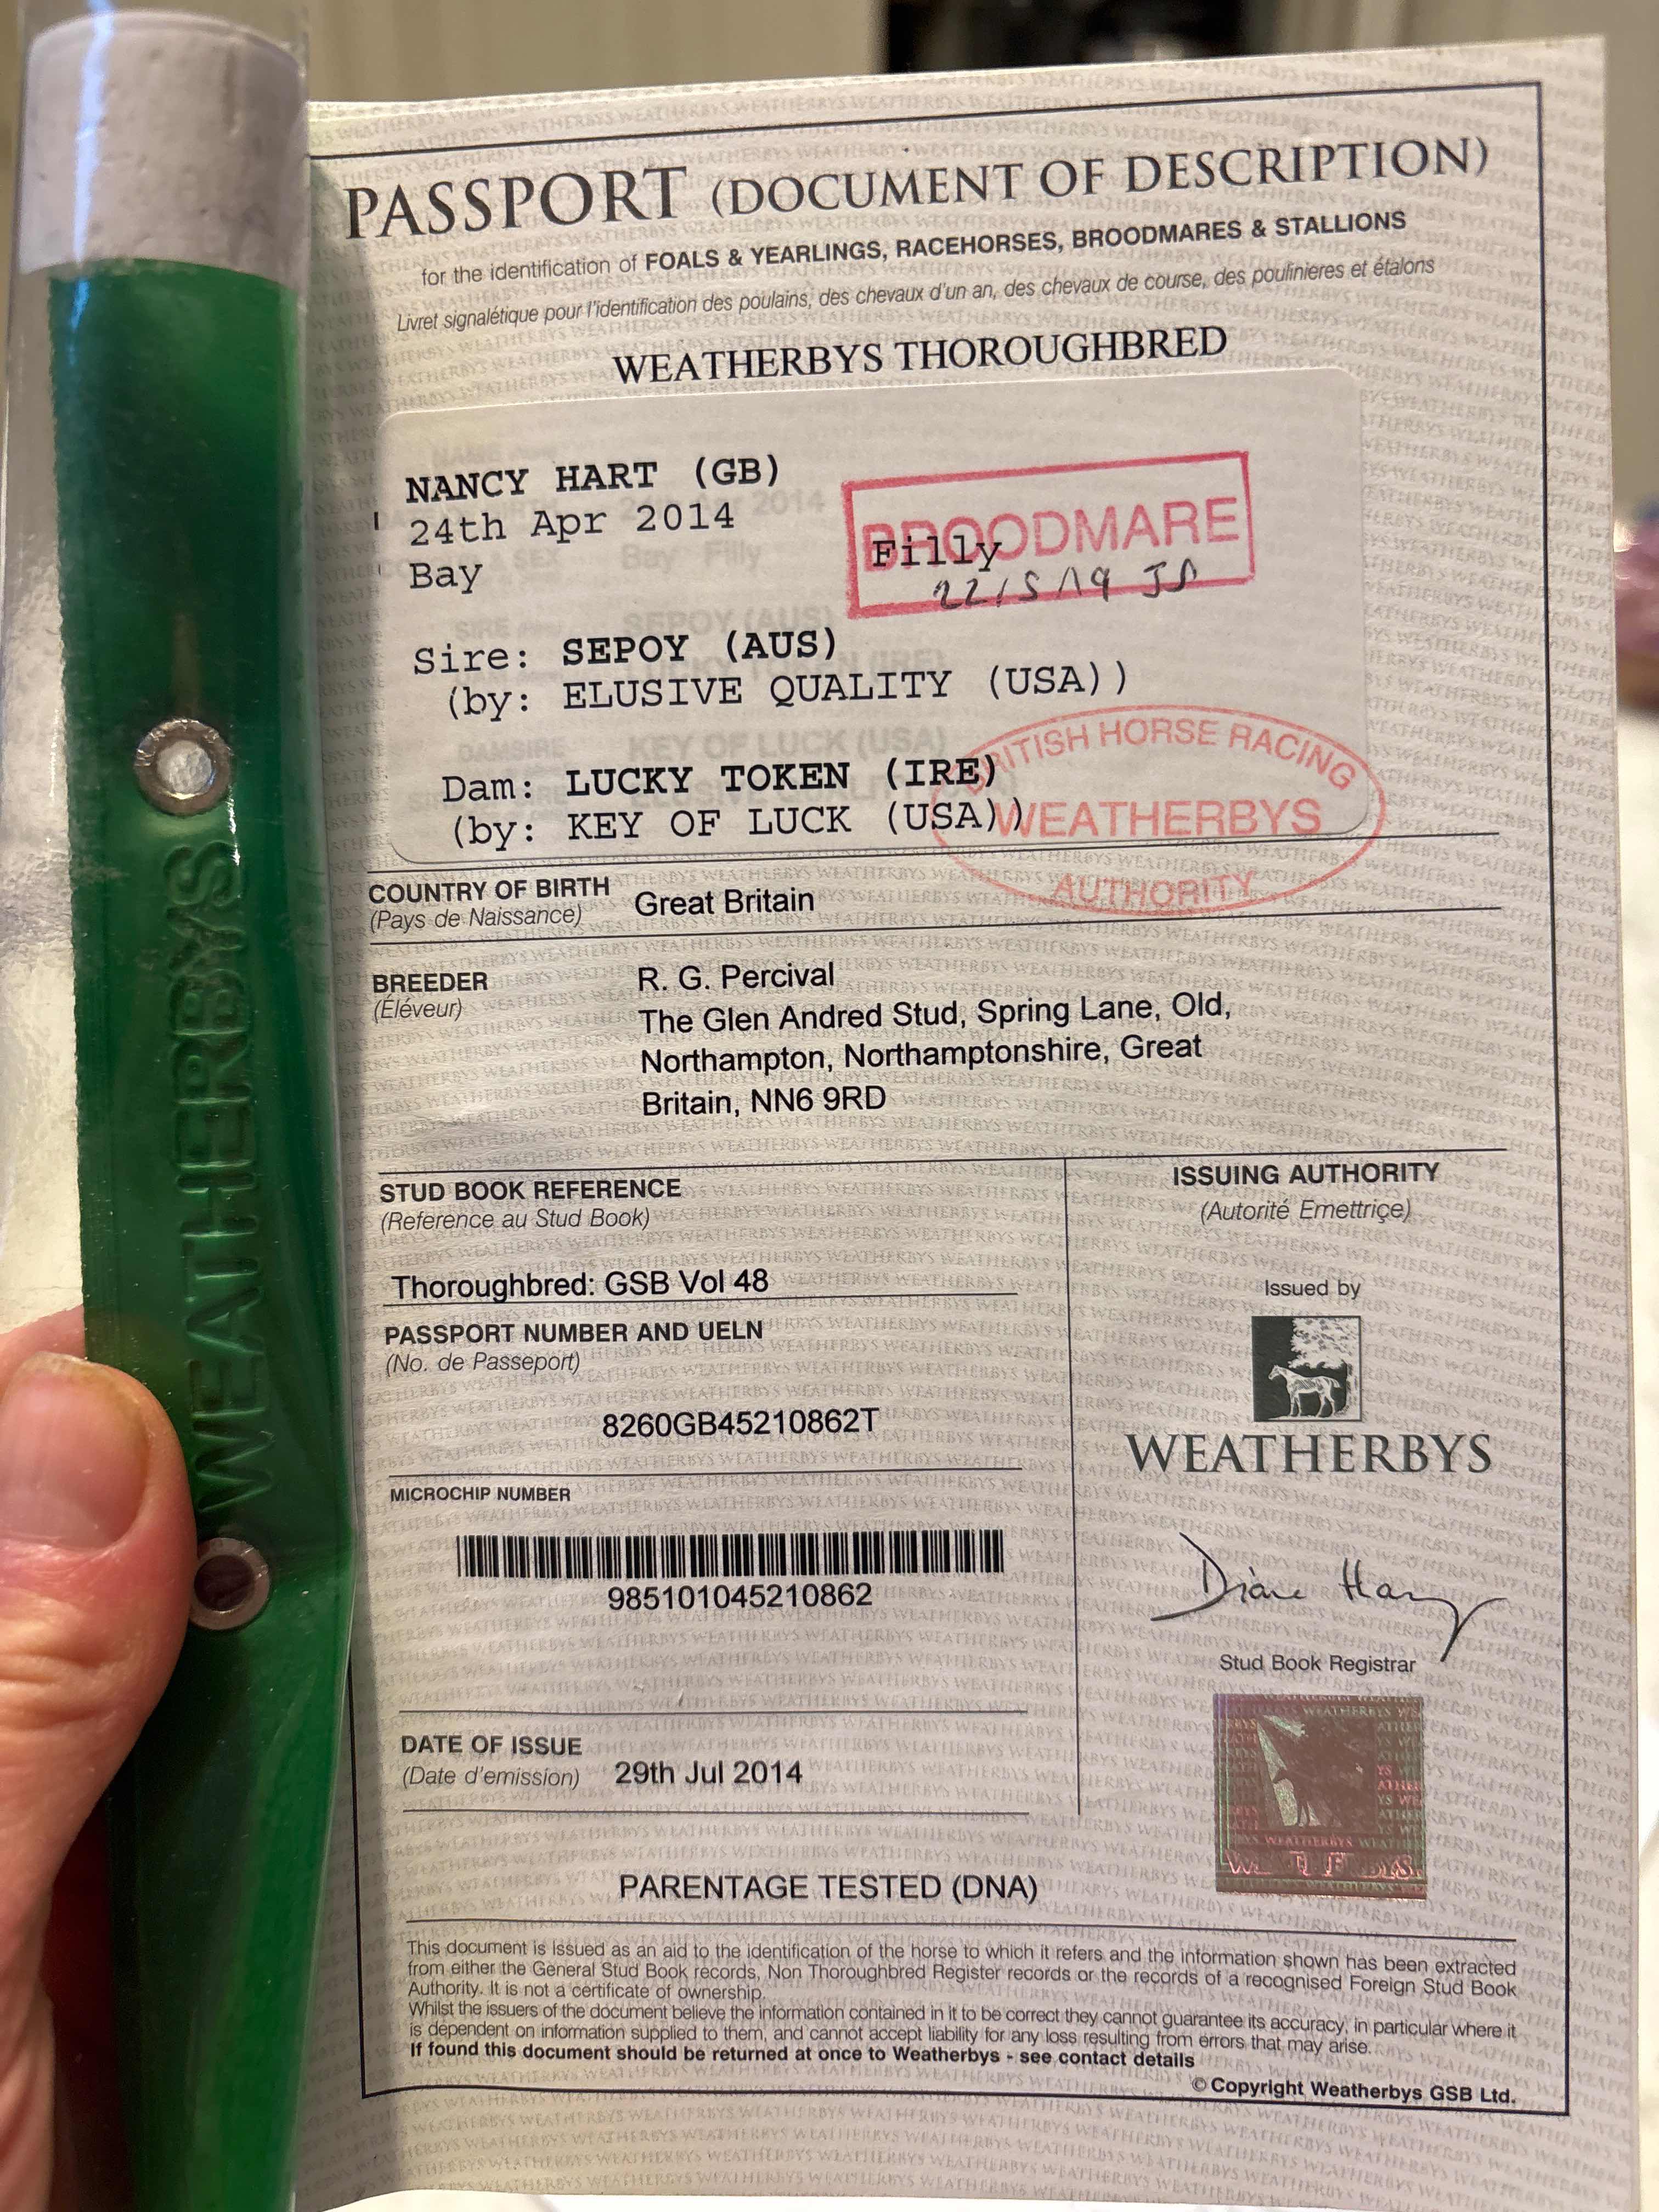 PASSPORT (DOCUMENT OF DESCRIPTION)
for the identification of FOALS & YEARLINGS, RACEHORSES, BROODMARES & STALLIONS
Livret signalétique pour l'identification des poulains, des chevaux d'un an, des chevaux de course, des poulinieres et étalons
WEATHERBYS THOROUGHBRED
NANCY HART (GB)
24th Apr 2014
Bay
BROODMARE
Filly
22/5/19 JS
Sire: SEPOY (AUS)
(by: ELUSIVE QUALITY (USA))
Dam: LUCKY TOKEN (IRE)
(by: KEY OF LUCK (USA))
BRITISH HORSE RACING
WEATHERBYS
AUTHORITY
COUNTRY OF BIRTH
(Pays de Naissance)
Great Britain
BREEDER
(Éléveur)
R. G. Percival
The Glen Andred Stud, Spring Lane, Old,
Northampton, Northamptonshire, Great
Britain, NN6 9RD
STUD BOOK REFERENCE
(Reference au Stud Book)
Thoroughbred: GSB Vol 48
PASSPORT NUMBER AND UELN
(No. de Passeport)
8260GB45210862T
MICROCHIP NUMBER
985101045210862
DATE OF ISSUE
(Date d'emission)
29th Jul 2014
ISSUING AUTHORITY
(Autorité Emettriçe)
Issued by
WEATHERBYS
Stud Book Registrar
PARENTAGE TESTED (DNA)
This document is issued as an aid to the identification of the horse to which it refers and the information shown has been extracted
from either the General Stud Book records, Non Thoroughbred Register records or the records of a recognised Foreign Stud Book
Authority. It is not a certificate of ownership.
Whilst the issuers of the document believe the information contained in it to be correct they cannot guarantee its accuracy, in particular where it
is dependent on information supplied to them, and cannot accept liability for any loss resulting from errors that may arise.
If found this document should be returned at once to Weatherbys - see contact details
© Copyright Weatherbys GSB Ltd.
WEATHERBYS